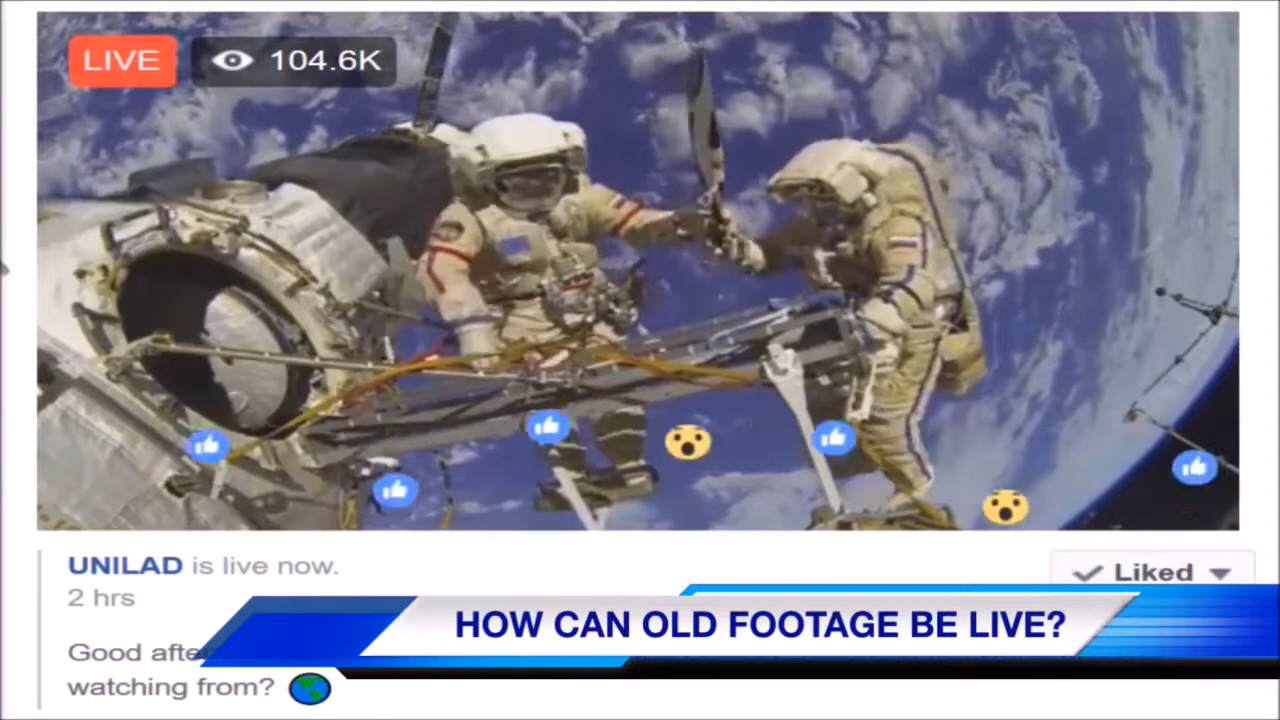 LIVE 104.6K
UNILAD is live now.
2 hrs
Liked
HOW CAN OLD FOOTAGE BE LIVE?
Good
watching from?